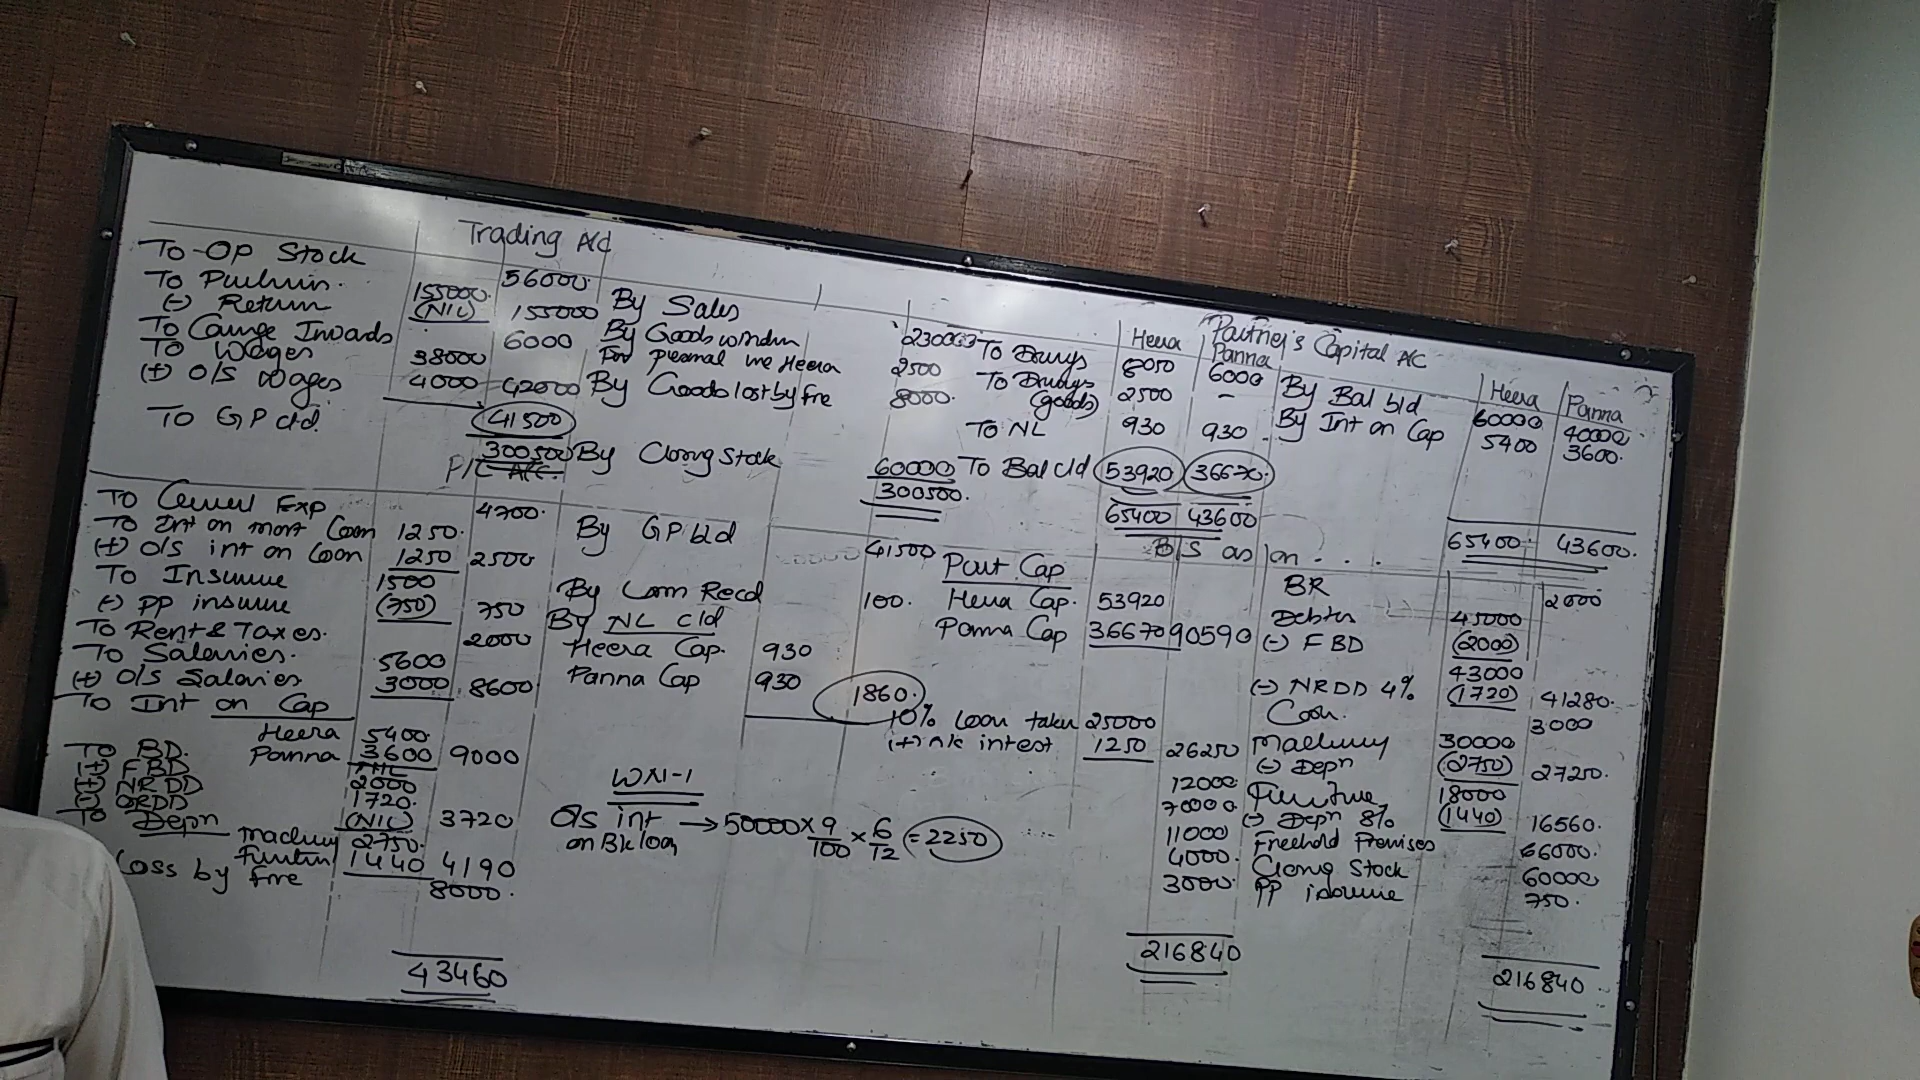 Trading A/c
To OP Stock 56000
To Purchases. 155000
(-) Return (NIL) 155000
To Carriage Inwards 6000
To Wages 38000
(+) O/S Wages 4000 42000
To GP c/d. 41500
300500
By Sales 230000
By Goods withdrn
For personal use Heera 2500
By Goods lost by fire 8000
By Closing Stock 60000
300500.
P/L A/c.
To General Exp 4700
To Int on mort Loan 1250
(+) O/S int on Loan 1250 2500
To Insurance 1500
(-) PP insurance (750) 750
To Rent & Taxes. 2000
To Salaries. 5600
(+) O/S Salaries 3000 8600
To Int on Cap
Heera 5400
Panna 3600 9000
To BD. NIL
(+) FBD 2000
(+) NRDD 1720.
(-) ORDD (NIL) 3720
To Depn
Machinery 2750.
Furniture 1440 4190
Loss by fire 8000.
43460
By GP b/d 41500
By Comm Recd 100.
By NL c/d
Heera Cap. 930
Panna Cap 930 1860.
WN-1
O/s int on Bk loan → 50000 × 9/100 × 6/12 = 2250
Partner's Capital A/C
Heera Panna Heera Panna
To Drwgs 8050 6000
To Drwgs (goods) 2500 -
To NL 930 930
To Bal c/d 53920 36670.
65400 43600
By Bal b/d 60000 40000
By Int on Cap 5400 3600.
65400. 43600.
B/S as on ...
Part Cap
Heera Cap. 53920
Panna Cap 36670 90590
10% Loan taken 25000
1250 26250
12000
70000
11000
4000.
3000
216840
BR 2000
Debtors 45000
(-) FBD (2000)
43000
(-) NRDD 4% (1720) 41280.
Cash. 3000
Machinery 30000
(-) Depn (2750) 27250.
Furniture 18000
(-) Depn 8% (1440) 16560.
Freehold Premises 66000.
Closing Stock 60000
PP insurance 750.
216840